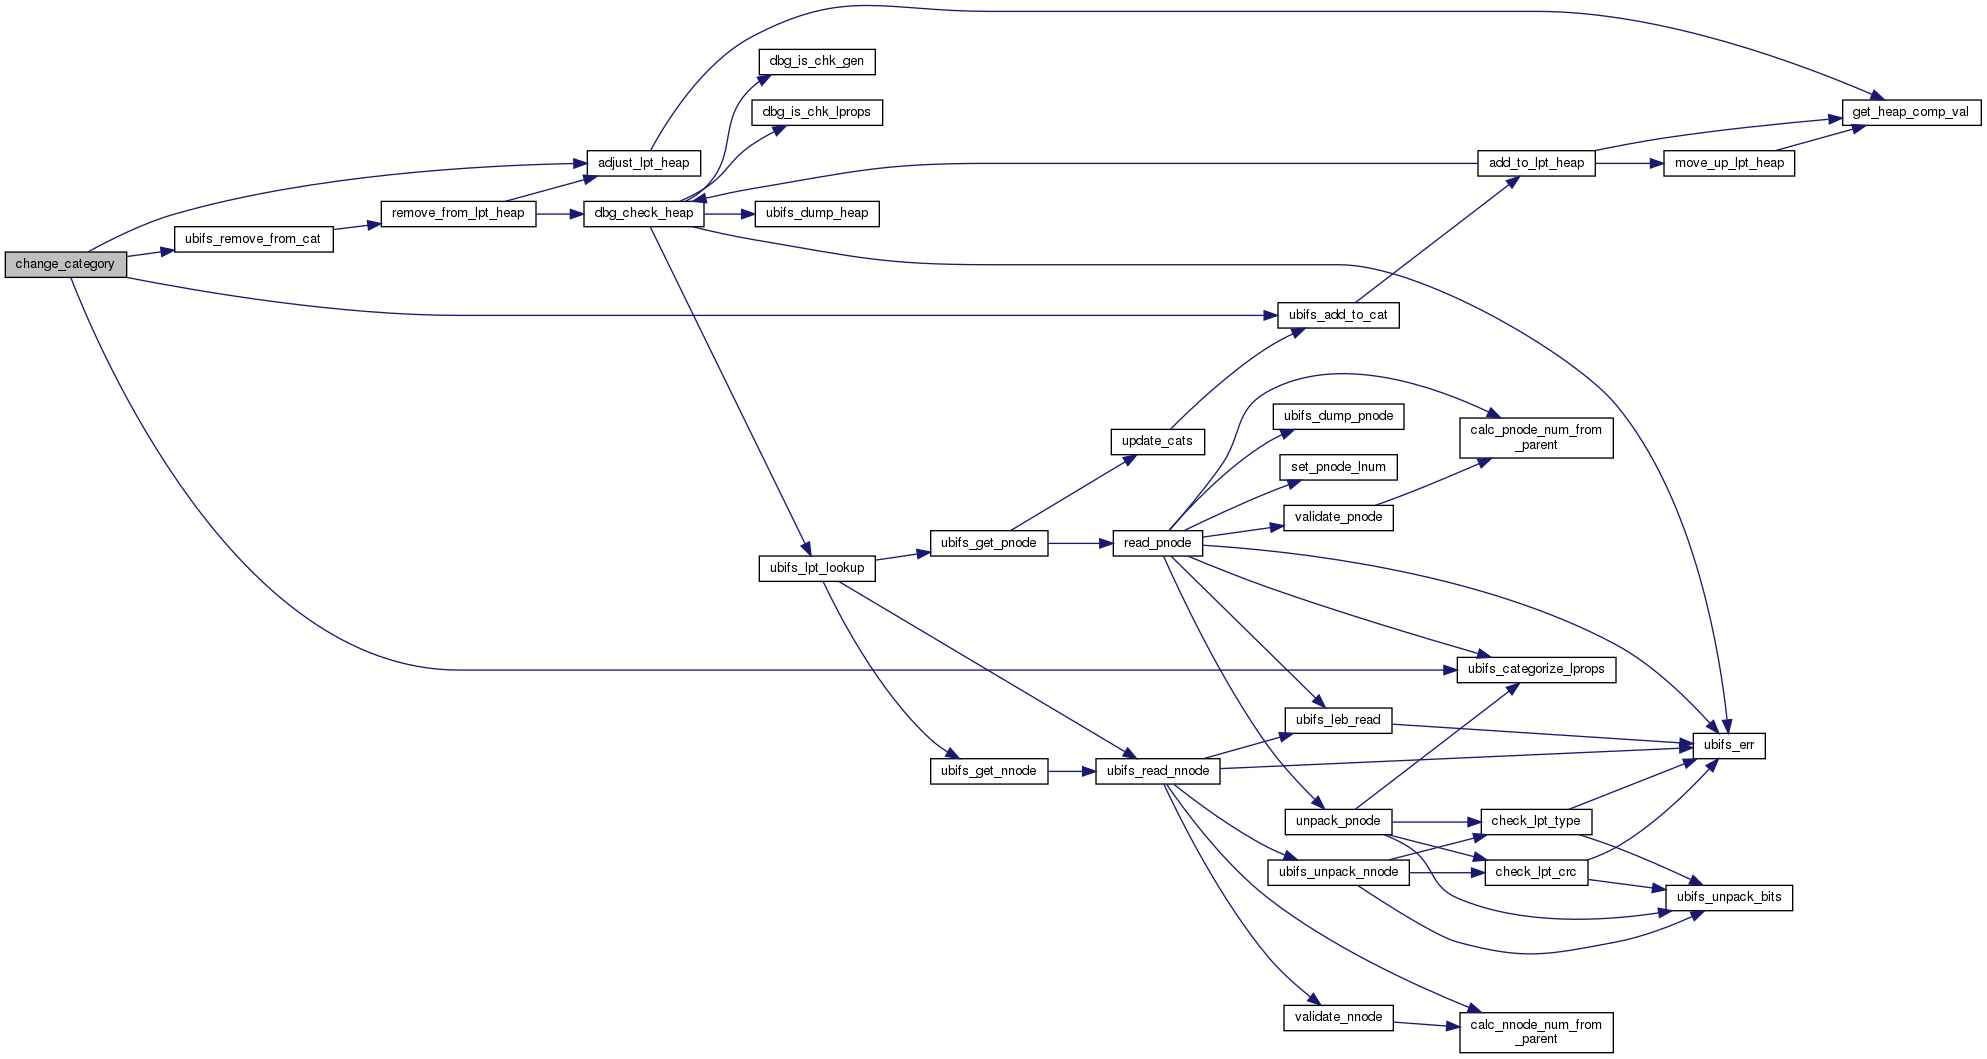 dbg_is_chk_gen
dbg_is_chk_lprops
get_heap_comp_val
adjust_lpt_heap
add_to_lpt_heap
move_up_lpt_heap
remove_from_lpt_heap
dbg_check_heap
ubifs_dump_heap
ubifs_remove_from_cat
change_category
ubifs_add_to_cat
ubifs_dump_pnode
calc_pnode_num_from
_parent
update_cats
set_pnode_lnum
validate_pnode
ubifs_get_pnode
read_pnode
ubifs_lpt_lookup
ubifs_categorize_lprops
ubifs_leb_read
ubifs_err
ubifs_get_nnode
ubifs_read_nnode
unpack_pnode
check_lpt_type
ubifs_unpack_nnode
check_lpt_crc
ubifs_unpack_bits
validate_nnode
calc_nnode_num_from
_parent